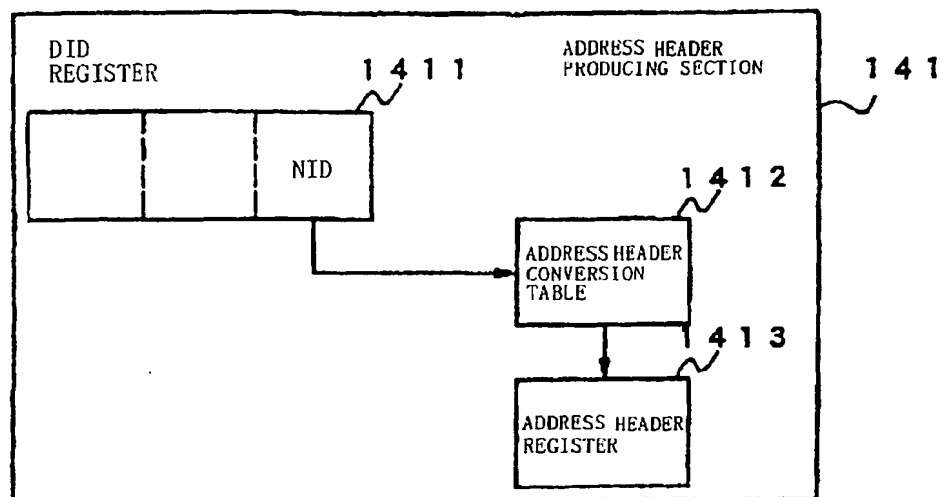 DID
REGISTER
ADDRESS HEADER
PRODUCING SECTION
1411
141
NID
1412
ADDRESS HEADER
CONVERSION
TABLE
1413
ADDRESS HEADER
REGISTER